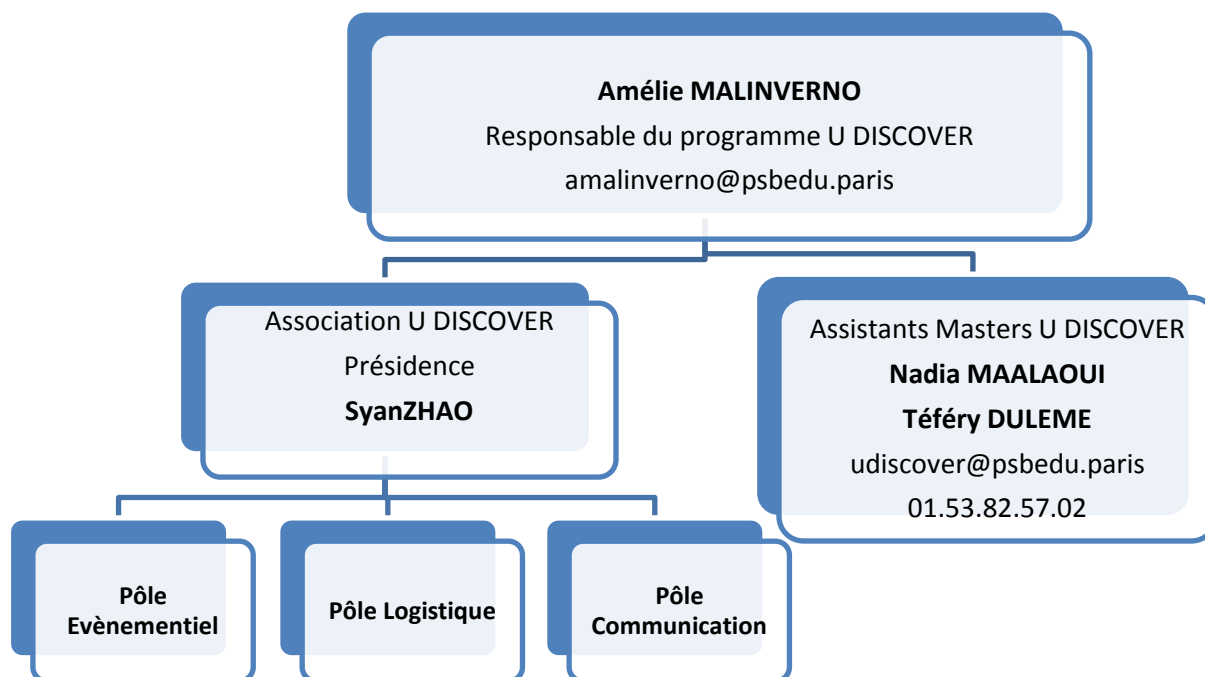 Amélie MALINVERNO
Responsable du programme U DISCOVER
amalinverno@psbedu.paris
Association U DISCOVER
Présidence
SyanZHAO
Assistants Masters U DISCOVER
Nadia MAALAOUI
Téféry DULEME
udiscover@psbedu.paris
01.53.82.57.02
Pôle
Evènementiel
Pôle Logistique
Pôle
Communication